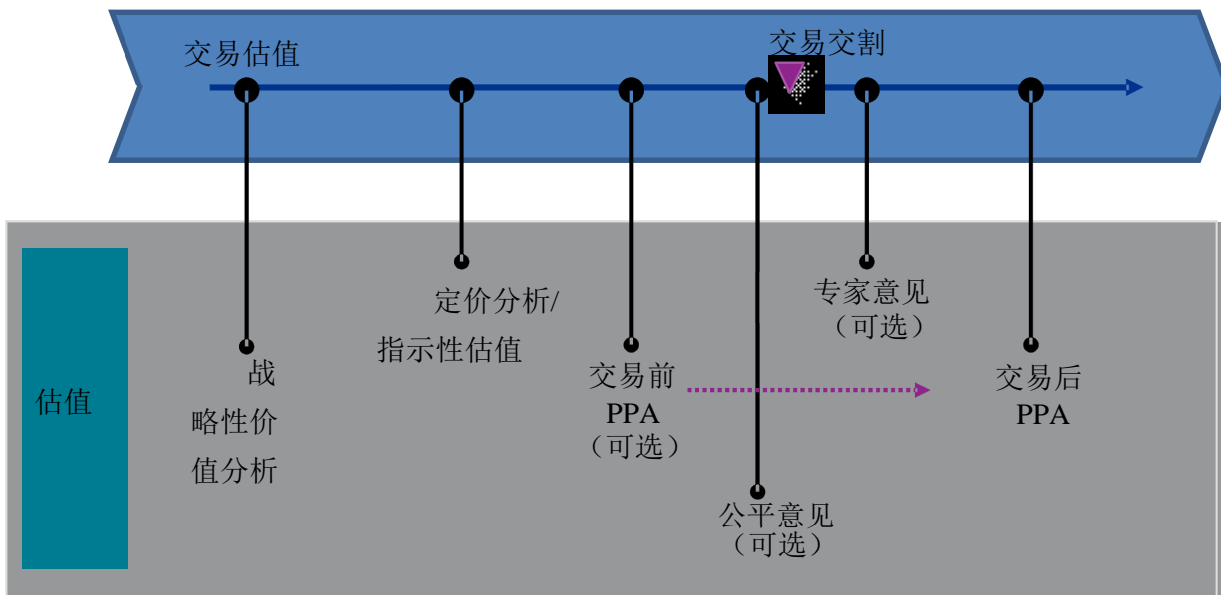 交易估值
交易交割
估值
战
略性价
值分析
定价分析/
指示性估值
交易前
PPA
（可选）
公平意见
（可选）
专家意见
（可选）
交易后
PPA